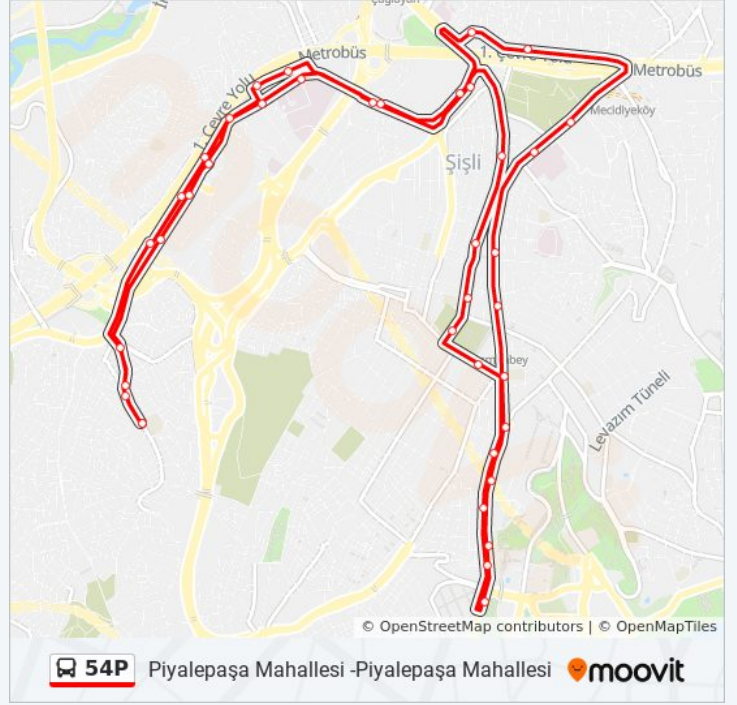 Çağlayan
Metrobüs
1. Çevre Yolu
1. Çevre Yolu
Metrobüs
Mecidiyeköy
Şişli
Levazım Tüneli
© OpenStreetMap contributors | © OpenMapTiles
54P Piyalepaşa Mahallesi -Piyalepaşa Mahallesi moovit